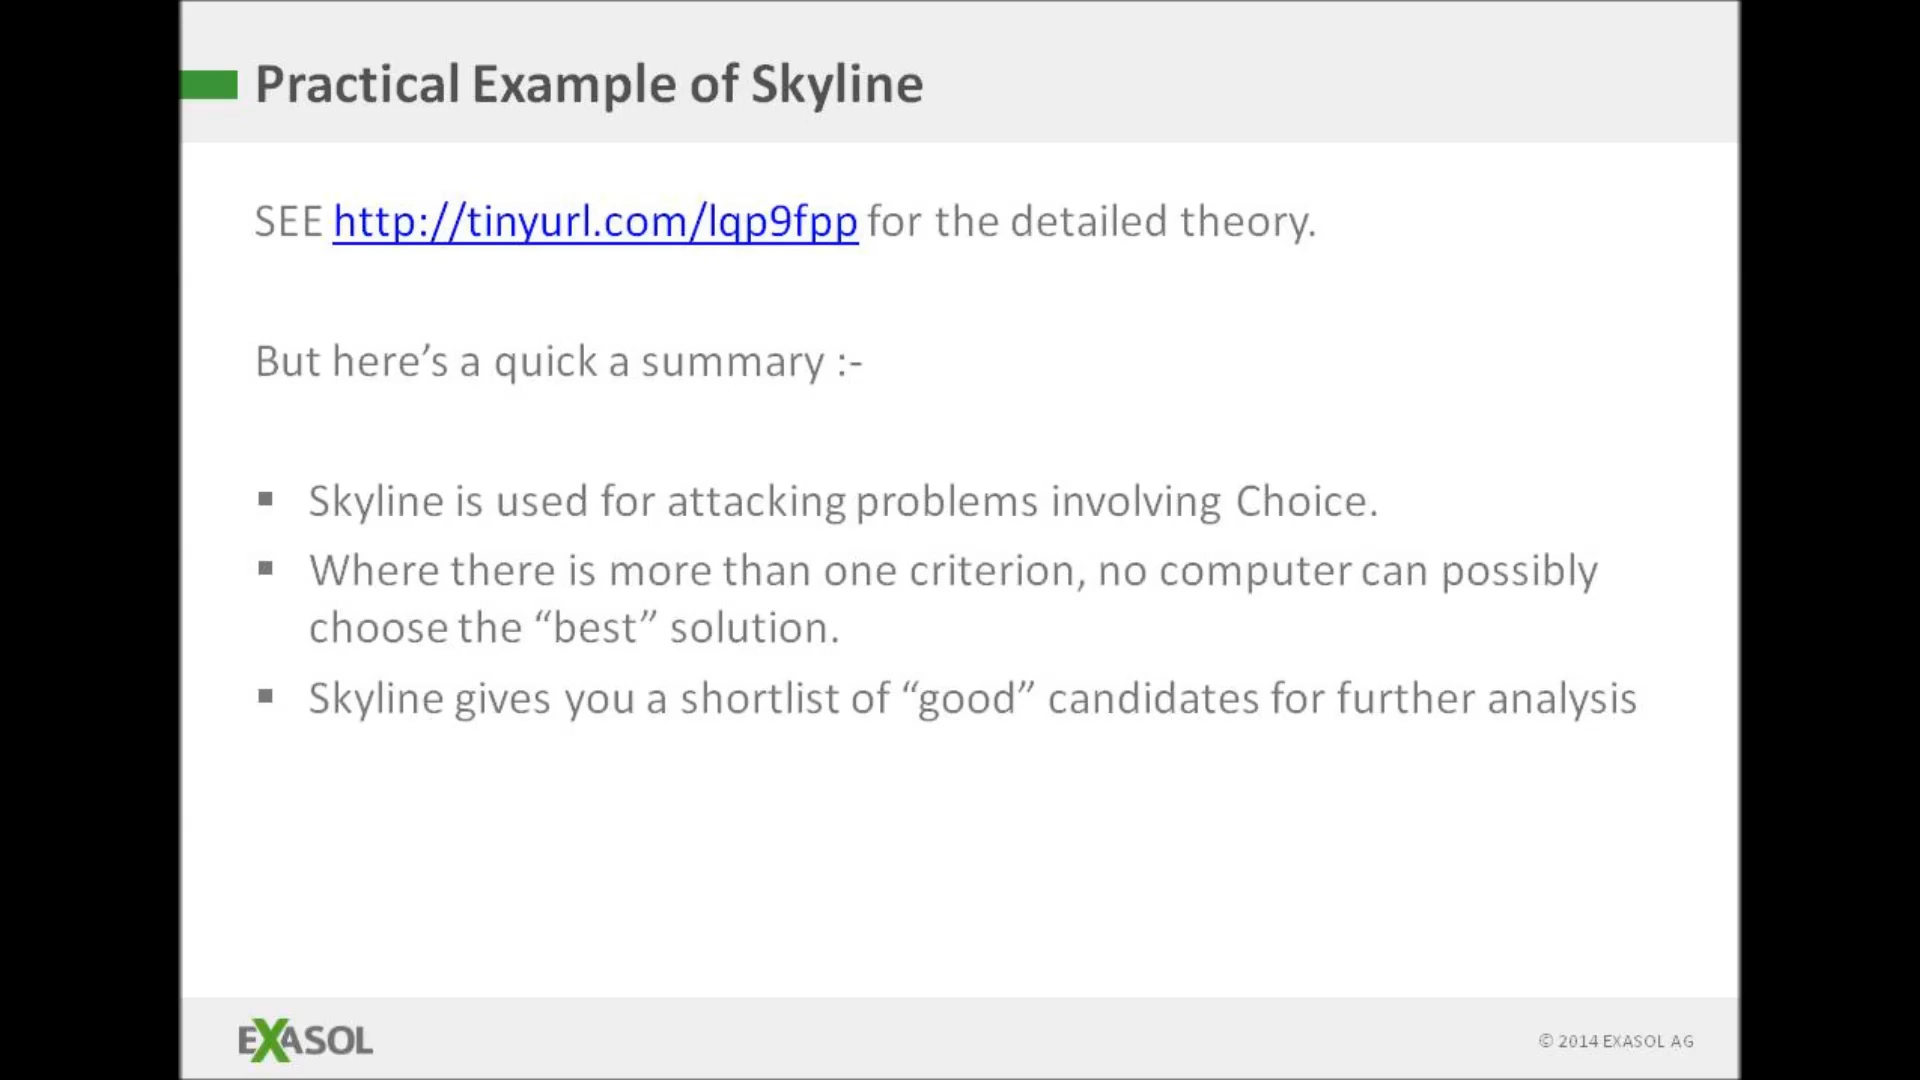 Practical Example of Skyline
SEE http://tinyurl.com/lqp9fpp for the detailed theory.
But here’s a quick a summary :-
▪ Skyline is used for attacking problems involving Choice.
▪ Where there is more than one criterion, no computer can possibly
choose the “best” solution.
▪ Skyline gives you a shortlist of “good” candidates for further analysis
EXASOL
© 2014 EXASOL AG